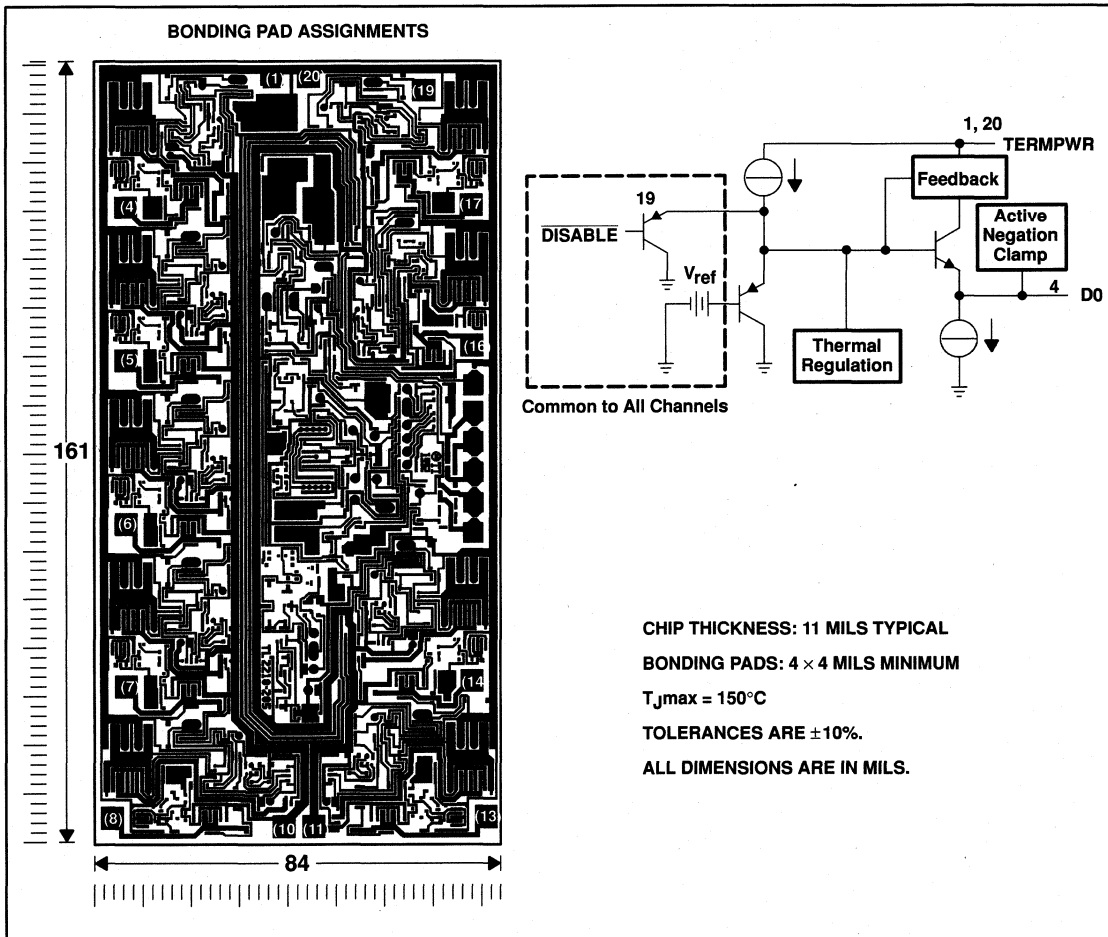 BONDING PAD ASSIGNMENTS
(1)
(20)
(19)
(4)
(17)
(5)
(16)
161
(6)
(7)
(14)
(8)
(10)
(11)
(13)
84
1, 20
TERMPWR
Feedback
19
DISABLE
Active
Negation
Clamp
Vref
4
D0
Thermal
Regulation
Common to All Channels
CHIP THICKNESS: 11 MILS TYPICAL
BONDING PADS: 4 × 4 MILS MINIMUM
TJmax = 150°C
TOLERANCES ARE ±10%.
ALL DIMENSIONS ARE IN MILS.